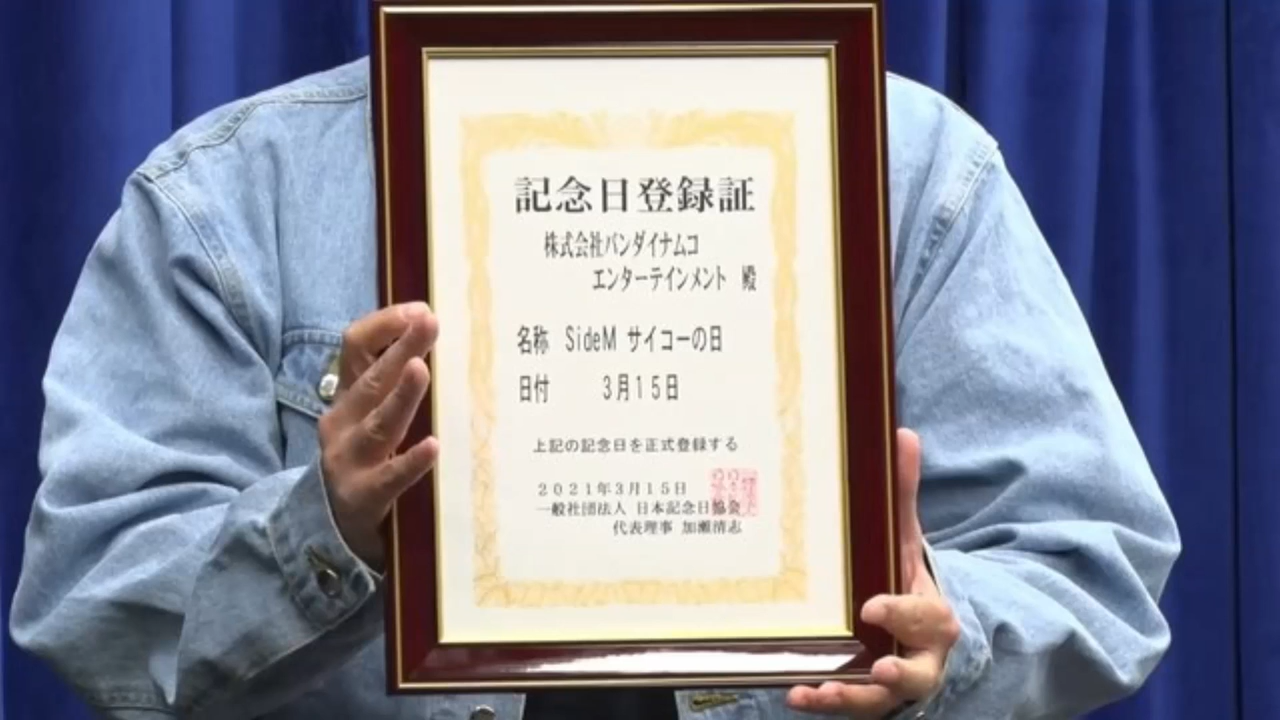 記念日登録証
株式会社バンダイナムコ
エンターテインメント 殿
名称 SideM サイコーの日
日付 3月15日
上記の記念日を正式登録する
2021年3月15日
一般社団法人 日本記念日協会
代表理事 加瀬清志